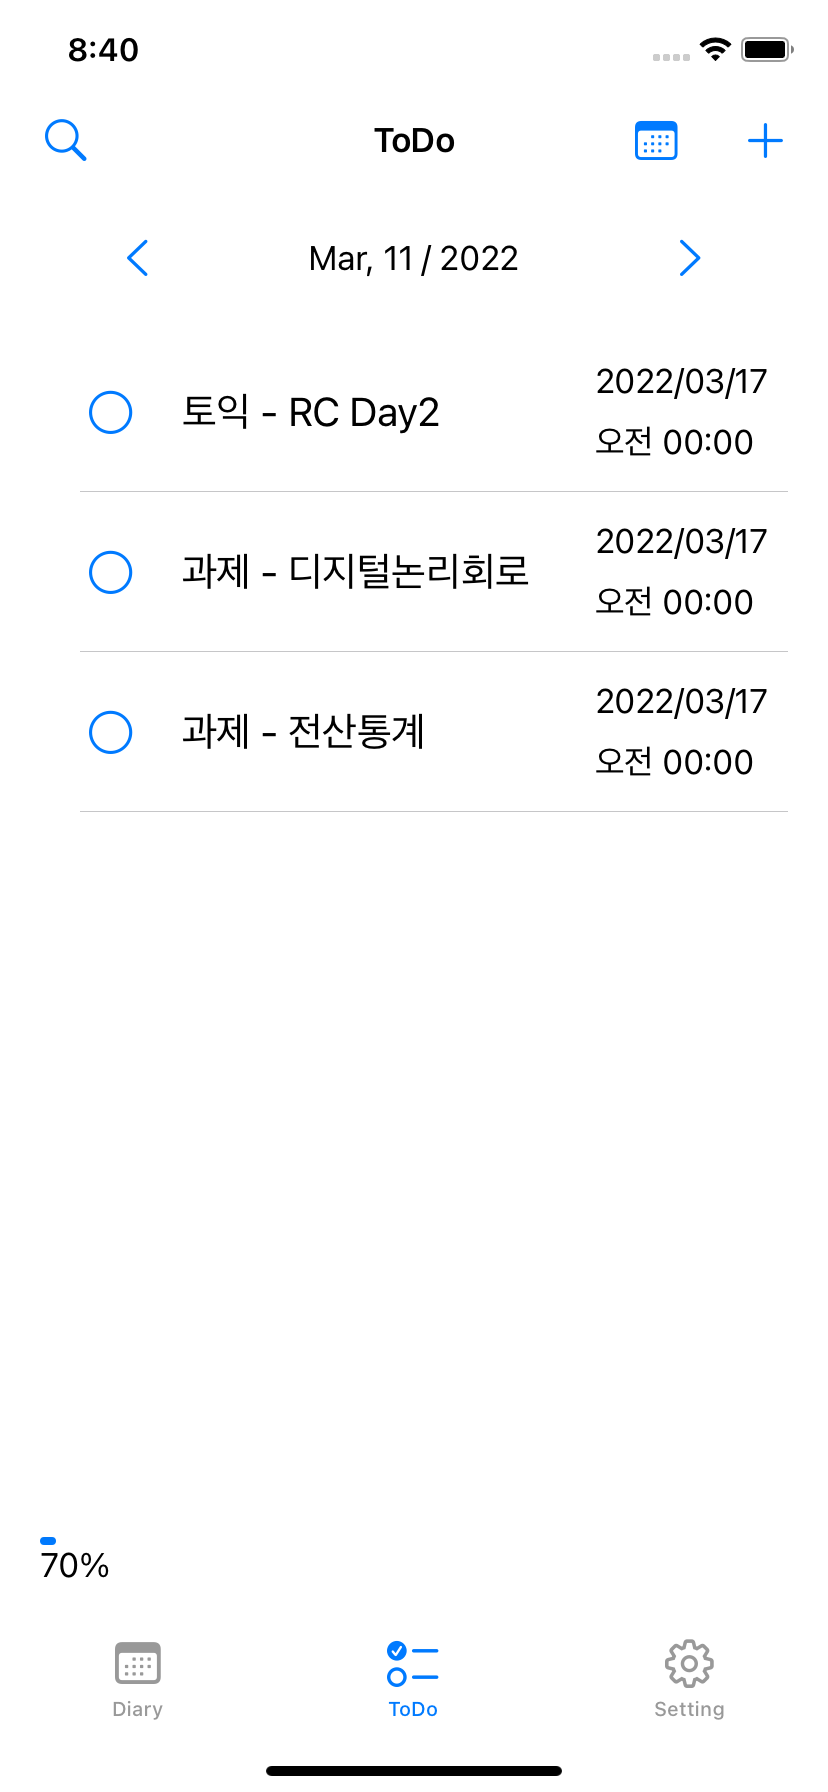 8:40
ToDo
Mar, 11 / 2022
토익 - RC Day2
2022/03/17
오전 00:00
과제 - 디지털논리회로
2022/03/17
오전 00:00
과제 - 전산통계
2022/03/17
오전 00:00
70%
Diary
ToDo
Setting